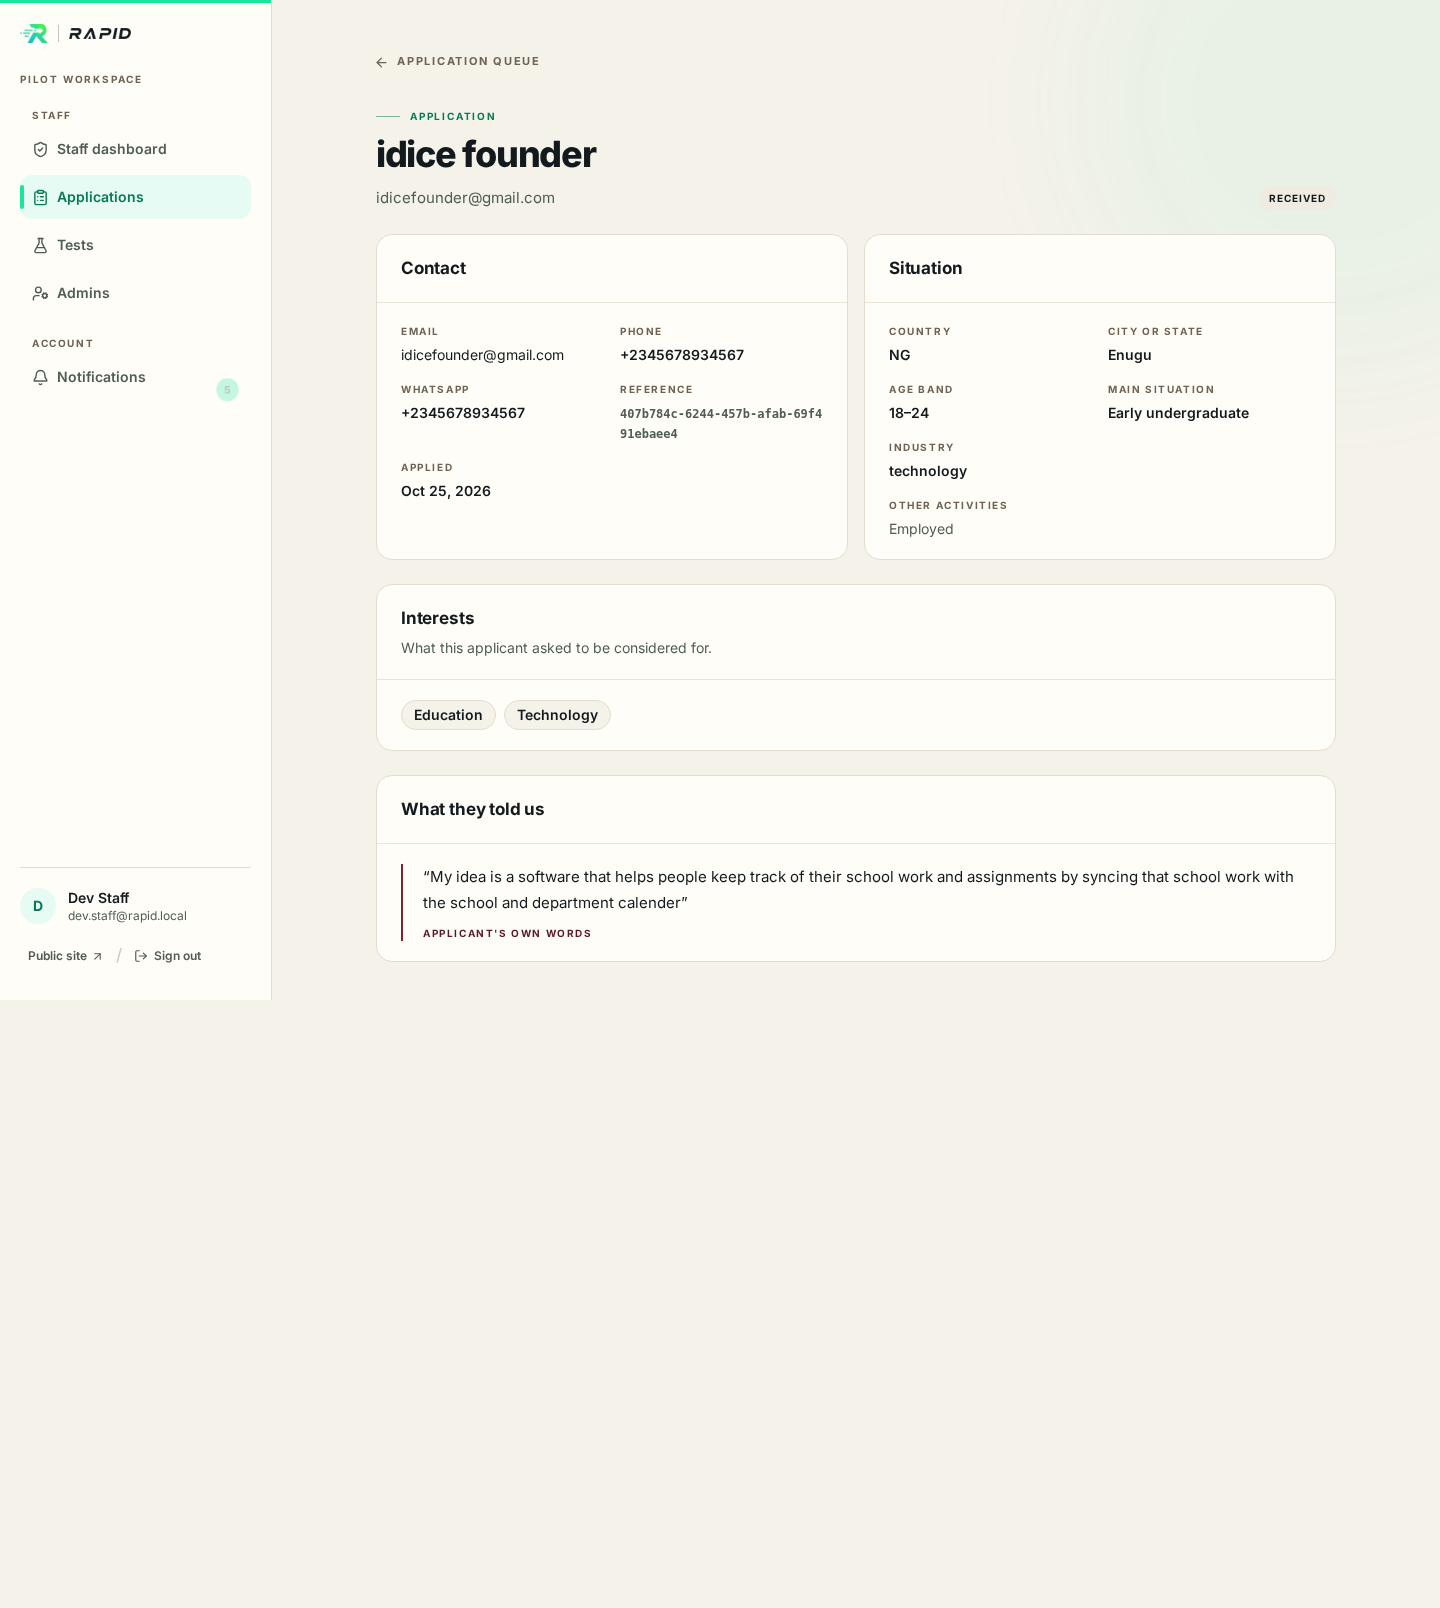 RAPID
PILOT WORKSPACE
STAFF
Staff dashboard
Applications
Tests
Admins
ACCOUNT
Notifications
5
D
Dev Staff
dev.staff@rapid.local
Public site
/
Sign out
APPLICATION QUEUE
APPLICATION
idice founder
idicefounder@gmail.com
RECEIVED
Contact
EMAIL
idicefounder@gmail.com
PHONE
+2345678934567
WHATSAPP
+2345678934567
REFERENCE
407b784c-6244-457b-afab-69f4
91ebaee4
APPLIED
Oct 25, 2026
Situation
COUNTRY
NG
CITY OR STATE
Enugu
AGE BAND
18–24
MAIN SITUATION
Early undergraduate
INDUSTRY
technology
OTHER ACTIVITIES
Employed
Interests
What this applicant asked to be considered for.
Education
Technology
What they told us
“My idea is a software that helps people keep track of their school work and assignments by syncing that school work with
the school and department calender”
APPLICANT'S OWN WORDS